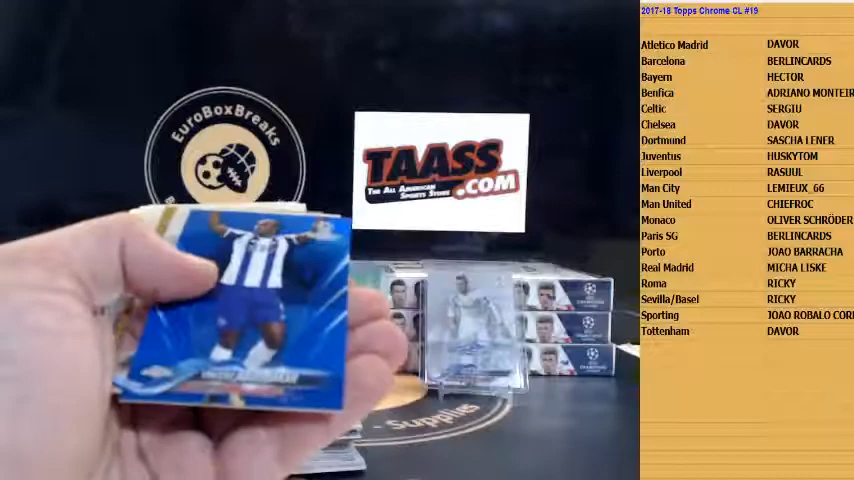 2017-18 Topps Chrome CL #19
Atletico Madrid DAVOR
Barcelona BERLINCARDS
Bayern HECTOR
Benfica ADRIANO MONTEIR
Celtic SERGIU
Chelsea DAVOR
Dortmund SASCHA LENER
Juventus HUSKYTOM
Liverpool RASUUL
Man City LEMIEUX_66
Man United CHIEFROC
Monaco OLIVER SCHRÖDER
Paris SG BERLINCARDS
Porto JOAO BARRACHA
Real Madrid MICHA LISKE
Roma RICKY
Sevilla/Basel RICKY
Sporting JOAO ROBALO COR
Tottenham DAVOR
EuroBoxBreaks
TAASS
THE ALL AMERICAN
SPORTS STORE
.COM
- Supplies